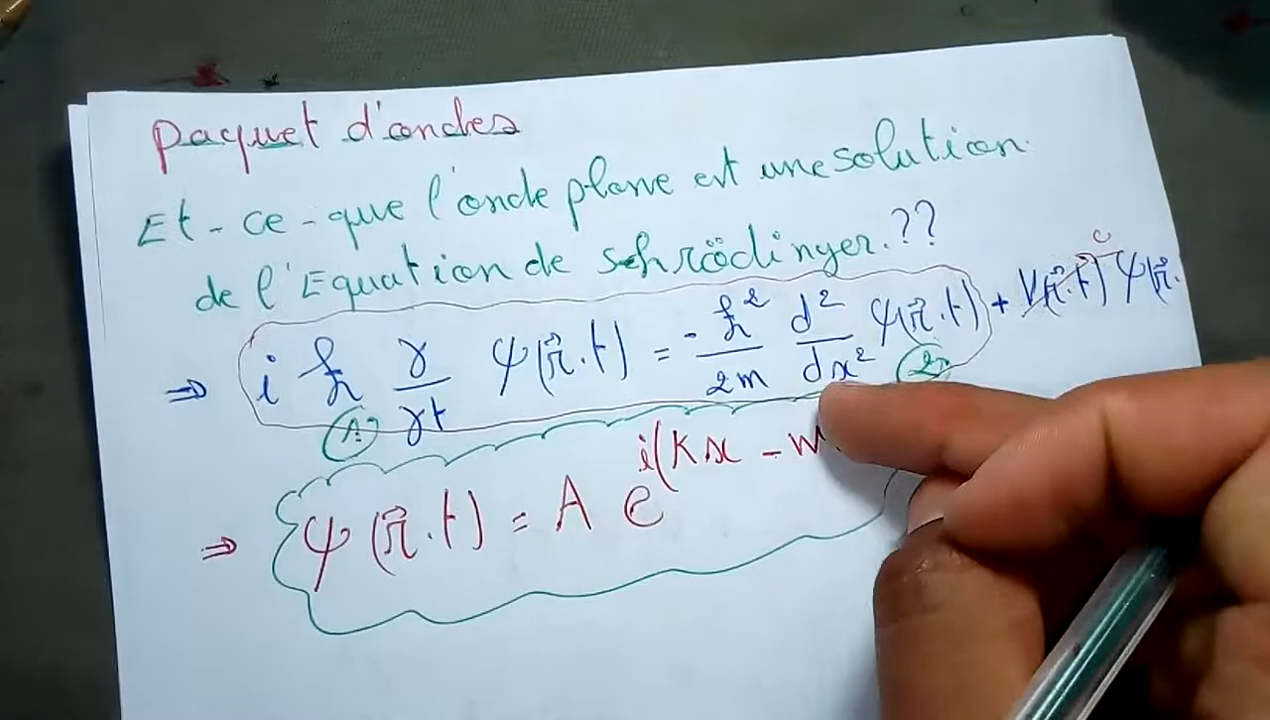 Paquet d'ondes
Et-ce-que l'onde plane est une solution
de l'Equation de schrödinger.??
⇒ iħ ∂/∂t ψ(r⃗.t) = -ħ²/2m d²/dx² ψ(r⃗.t) + V(r⃗.t) ψ(r⃗.
⇒ ψ(r⃗.t) = A e^i(Kx - w